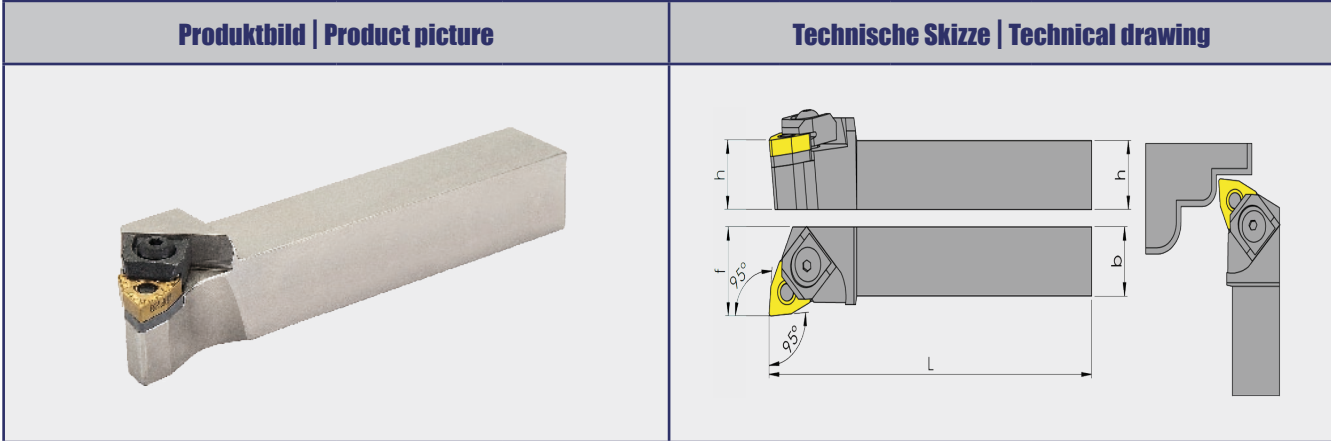 Produktbild | Product picture
Technische Skizze | Technical drawing
h
h
f
95°
b
95°
L